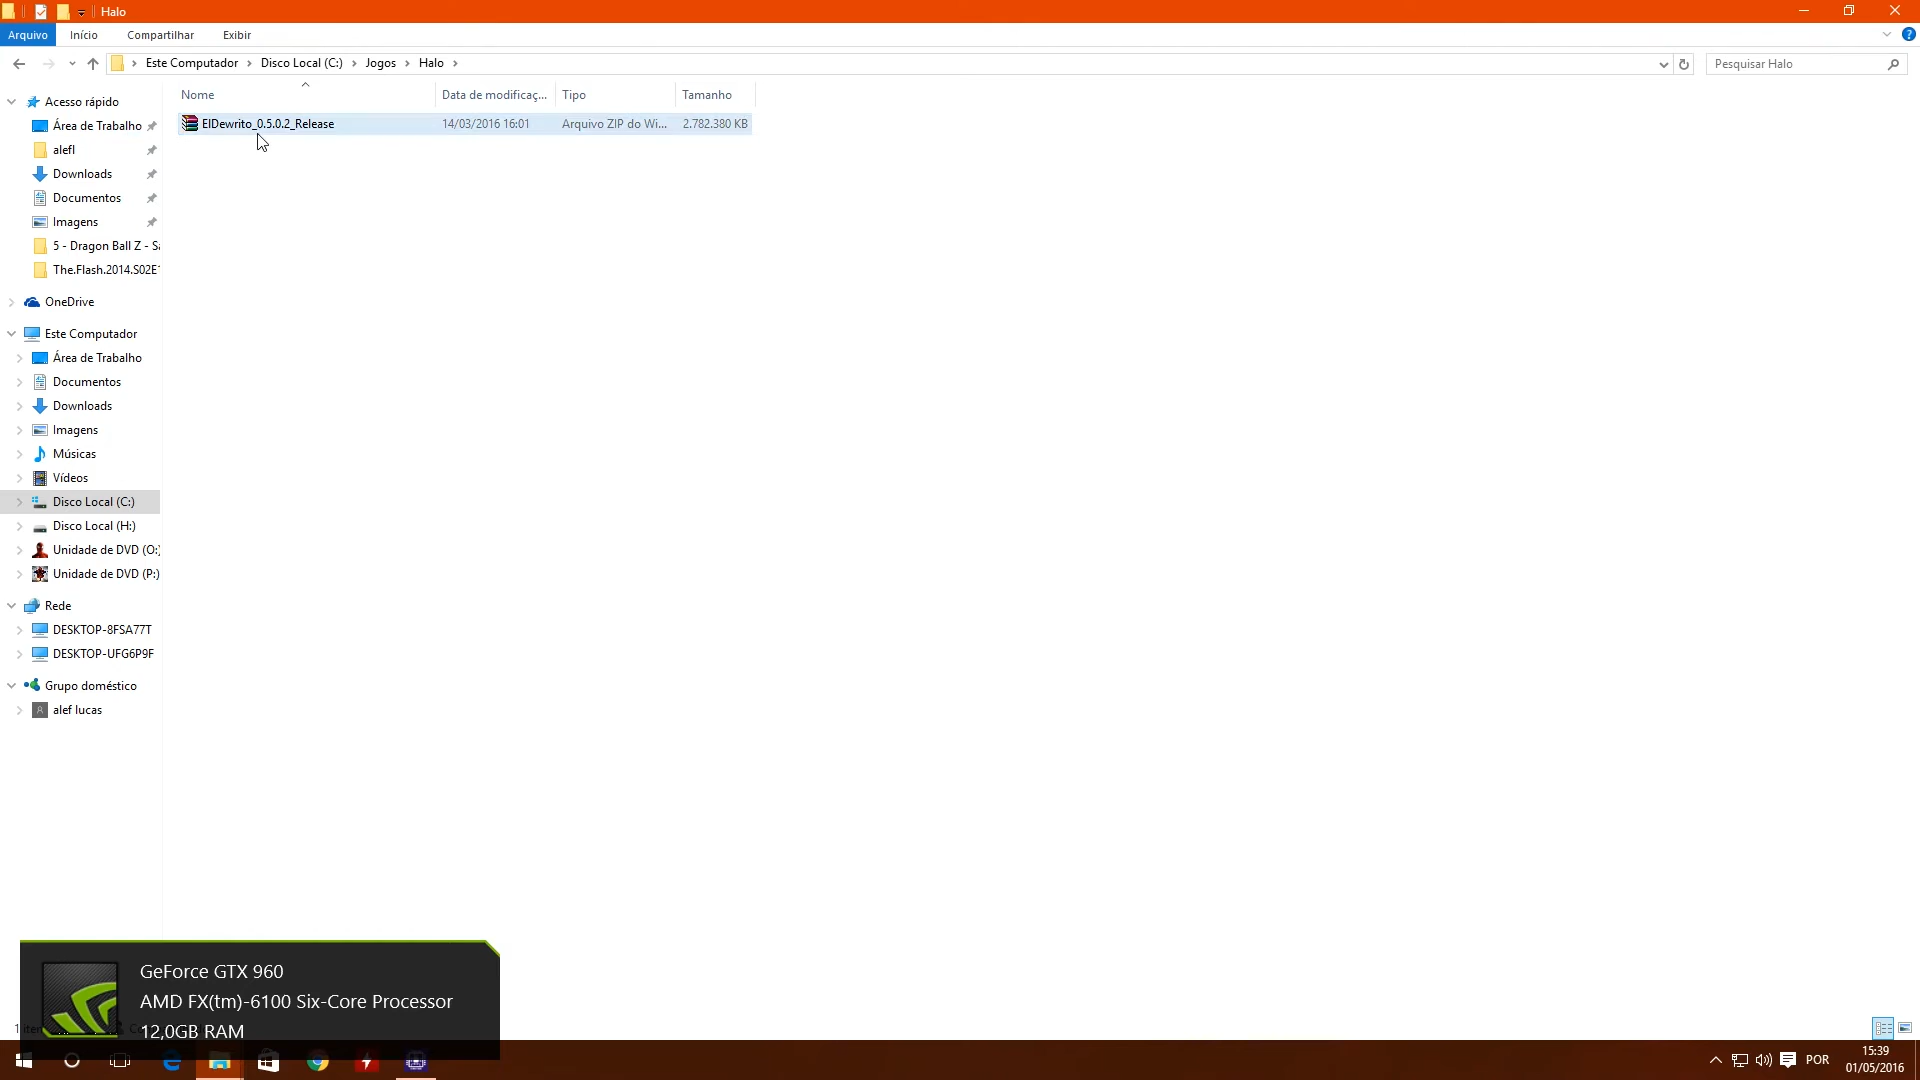 Halo
Arquivo Início Compartilhar Exibir
Este Computador Disco Local (C:) Jogos Halo
Pesquisar Halo
Nome Data de modificaç... Tipo Tamanho
ElDewrito_0.5.0.2_Release 14/03/2016 16:01 Arquivo ZIP do Wi... 2.782.380 KB
Acesso rápido
Área de Trabalho
alefl
Downloads
Documentos
Imagens
5 - Dragon Ball Z - Sa
The.Flash.2014.S02E1
OneDrive
Este Computador
Área de Trabalho
Documentos
Downloads
Imagens
Músicas
Vídeos
Disco Local (C:)
Disco Local (H:)
Unidade de DVD (O:)
Unidade de DVD (P:)
Rede
DESKTOP-8FSA77T
DESKTOP-UFG6P9F
Grupo doméstico
alef lucas
GeForce GTX 960
AMD FX(tm)-6100 Six-Core Processor
12,0GB RAM
POR
15:39
01/05/2016